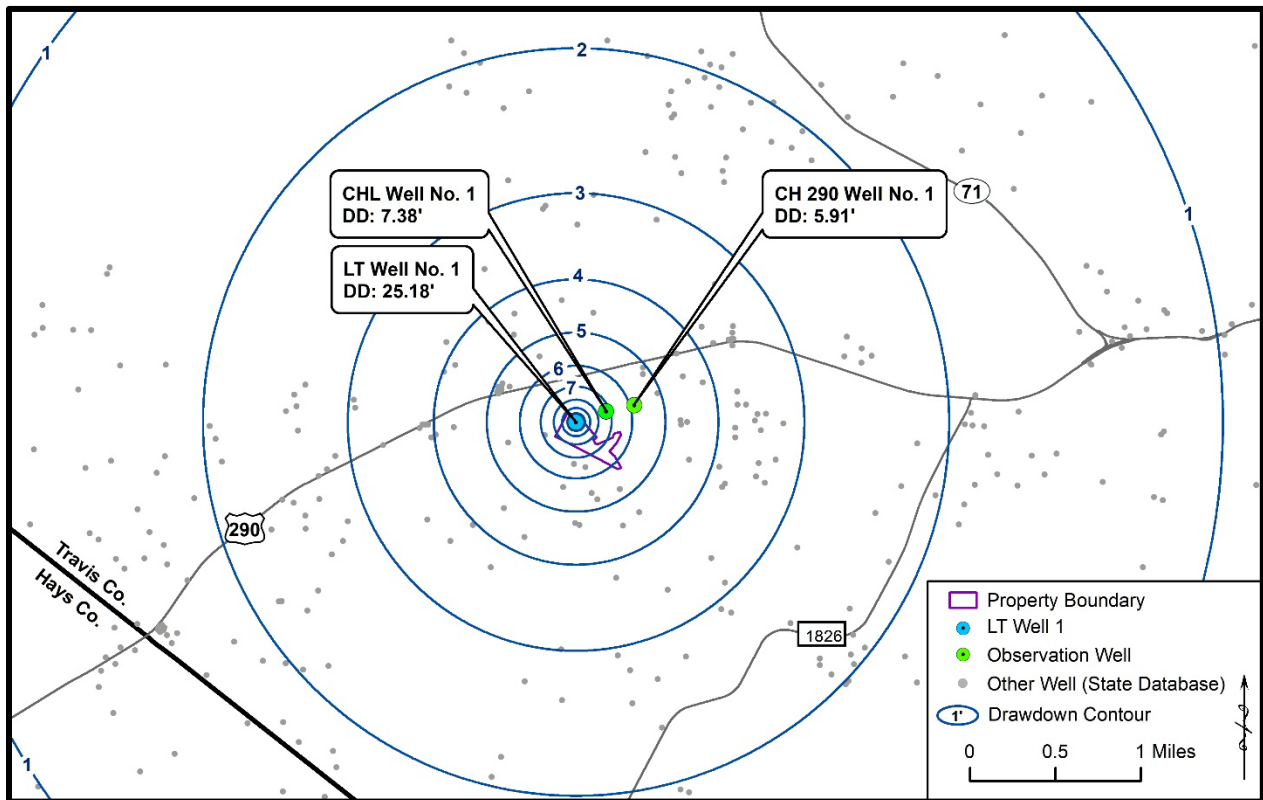 1
2
CHL Well No. 1
DD: 7.38'
CH 290 Well No. 1
DD: 5.91'
71
3
1
LT Well No. 1
DD: 25.18'
4
5
6
7
290
Travis Co.
Hays Co.
1826
1
Property Boundary
LT Well 1
Observation Well
Other Well (State Database)
1' Drawdown Contour
0 0.5 1 Miles